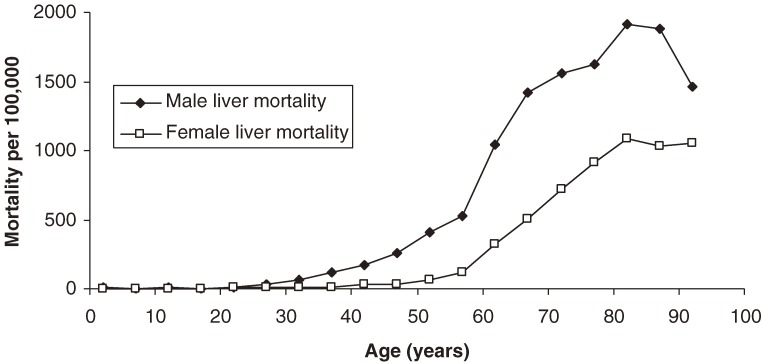 2000
1500
1000
500
0
Mortality per 100,000
Male liver mortality
Female liver mortality
0 10 20 30 40 50 60 70 80 90 100
Age (years)